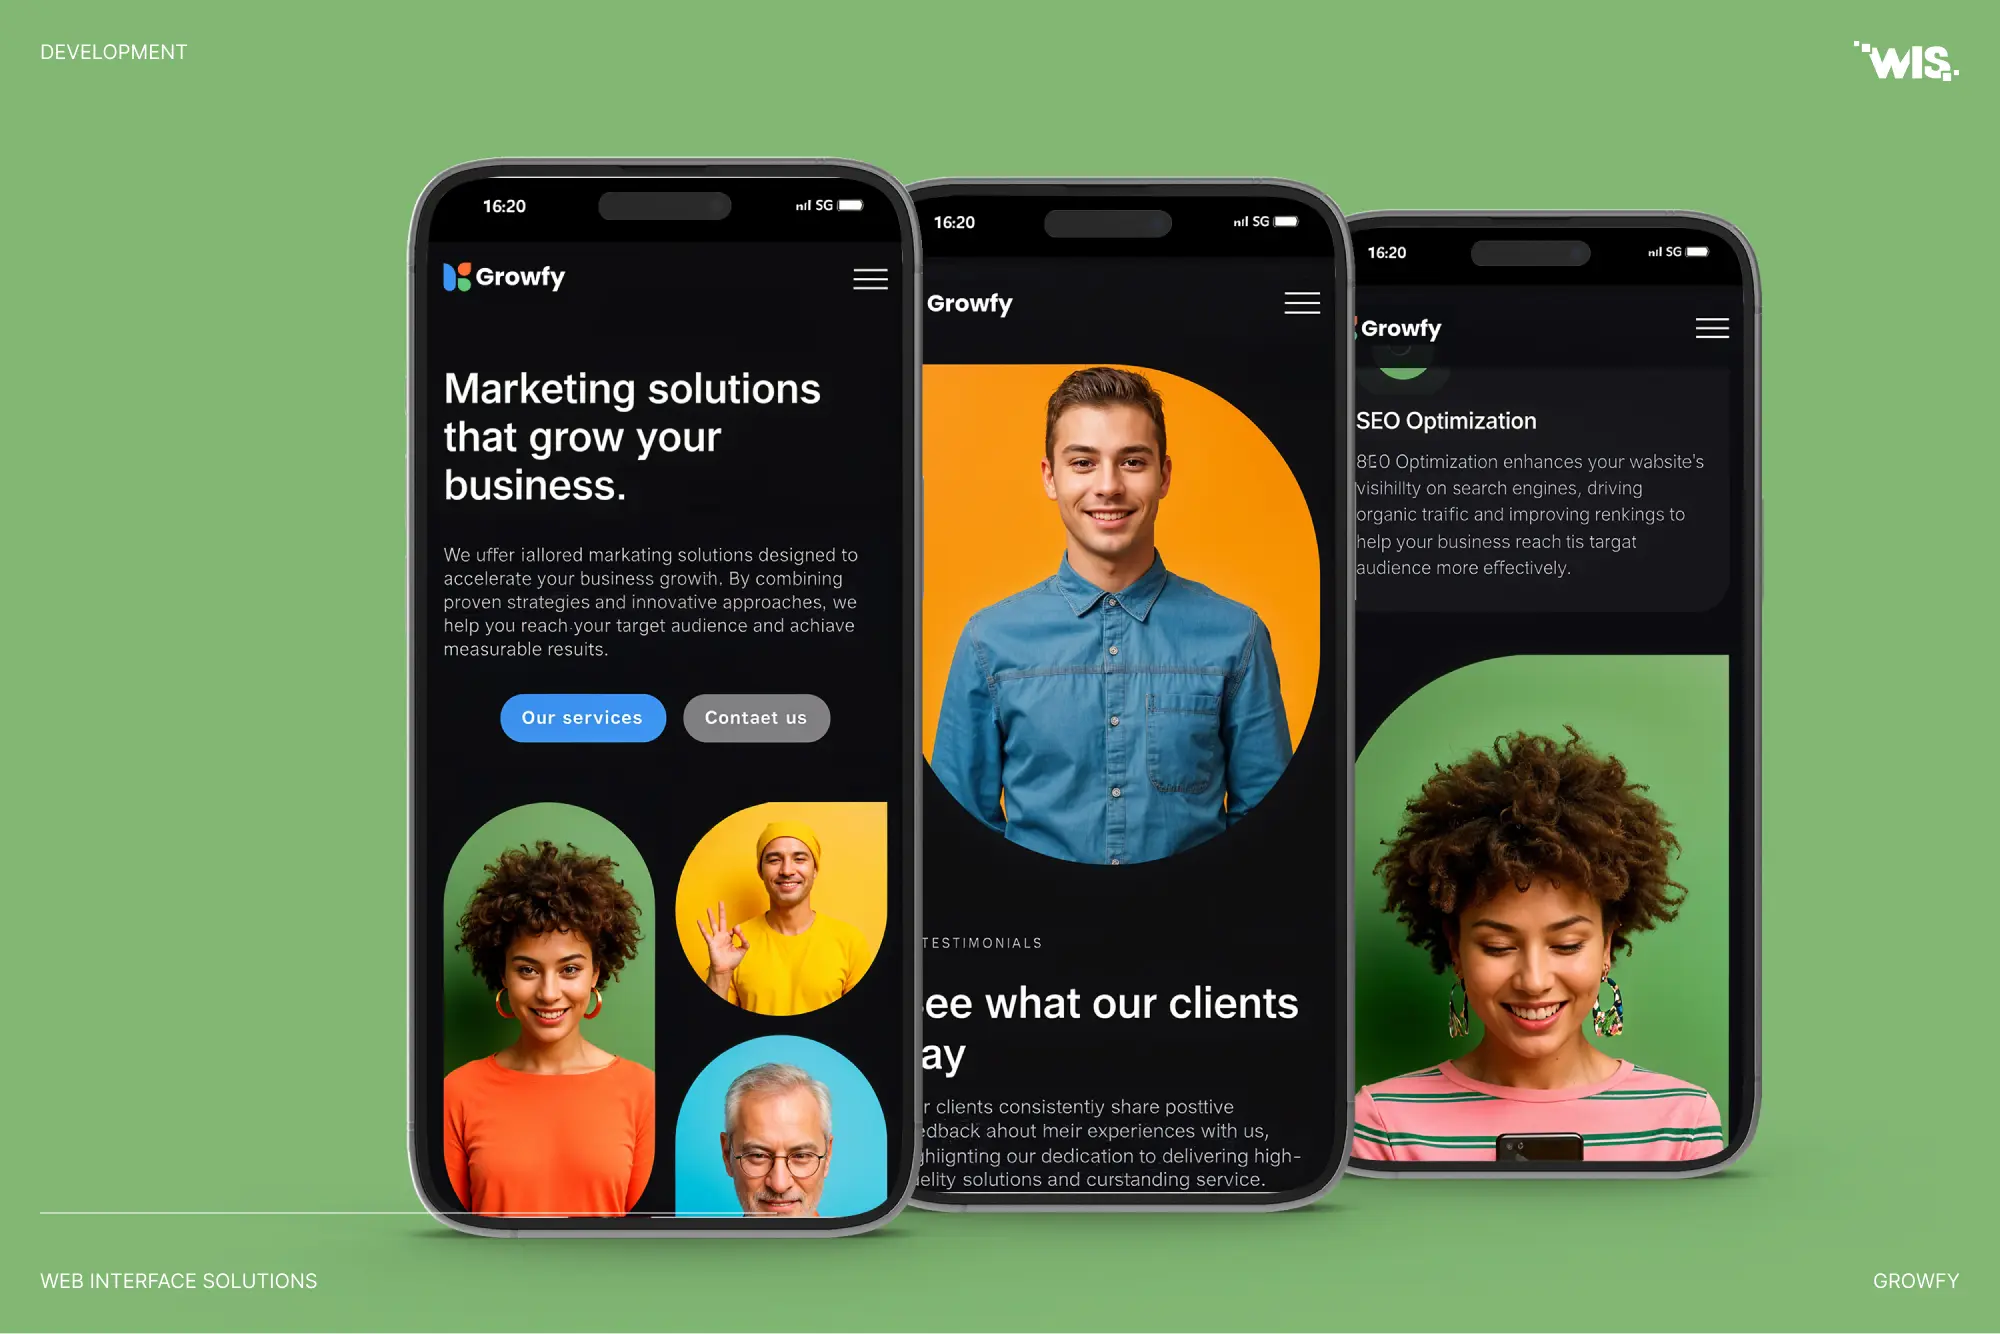 DEVELOPMENT
WIS.
16:20
SG
Growfy
Marketing solutions
that grow your
business.
We uffer iallored markating solutions designed to
accelerate your business growth. By combining
proven strategies and innovative approaches, we
help you reach your target audience and achiave
measurable resuits.
Our services
Contaet us
16:20
SG
Growfy
TESTIMONIALS
ee what our clients
ay
r clients consistently share posttive
edback ahout meir experiences with us,
ghiignting our dedication to delivering high-
elity solutions and curstanding service.
16:20
SG
Growfy
SEO Optimization
8EO Optimization enhances your wabsite's
visihillty on search engines, driving
organic traific and improving renkings to
help your business reach tis targat
audience more effectively.
WEB INTERFACE SOLUTIONS
GROWFY